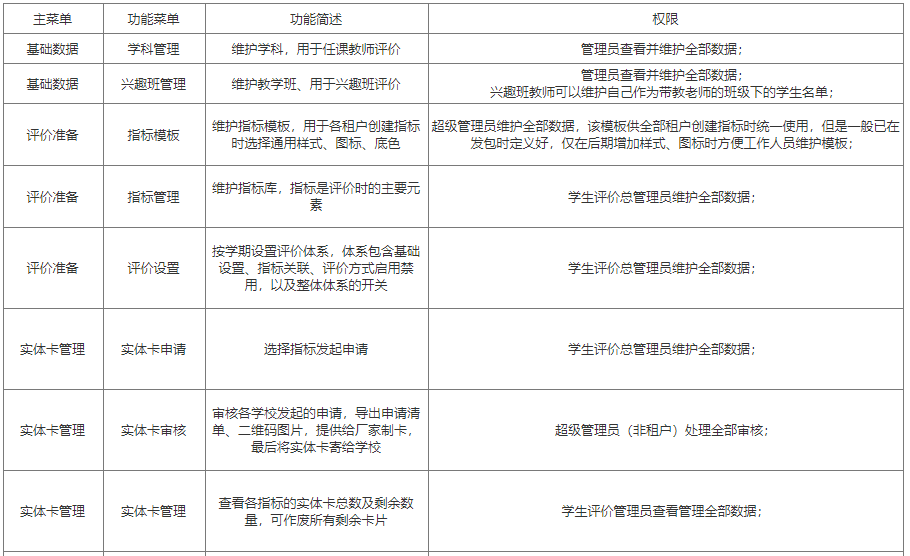 主菜单 功能菜单 功能简述 权限
基础数据 学科管理 维护学科，用于任课教师评价 管理员查看并维护全部数据；
基础数据 兴趣班管理 维护教学班、用于兴趣班评价 管理员查看并维护全部数据；
兴趣班教师可以维护自己作为带教老师的班级下的学生名单；
评价准备 指标模板 维护指标模板，用于各租户创建指标
时选择通用样式、图标、底色
超级管理员维护全部数据，该模板供全部租户创建指标时统一使用，但是一般已在
发包时定义好，仅在后期增加样式、图标时方便工作人员维护模板；
评价准备 指标管理 维护指标库，指标是评价时的主要元
素
学生评价总管理员维护全部数据；
评价准备 评价设置 按学期设置评价体系，体系包含基础
设置、指标关联、评价方式启用禁
用，以及整体体系的开关
学生评价总管理员维护全部数据；
实体卡管理 实体卡申请 选择指标发起申请 学生评价总管理员维护全部数据；
实体卡管理 实体卡审核 审核各学校发起的申请，导出申请清
单、二维码图片，提供给厂家制卡，
最后将实体卡寄给学校
超级管理员（非租户）处理全部审核；
实体卡管理 实体卡管理 查看各指标的实体卡总数及剩余数
量，可作废所有剩余卡片
学生评价管理员查看管理全部数据；